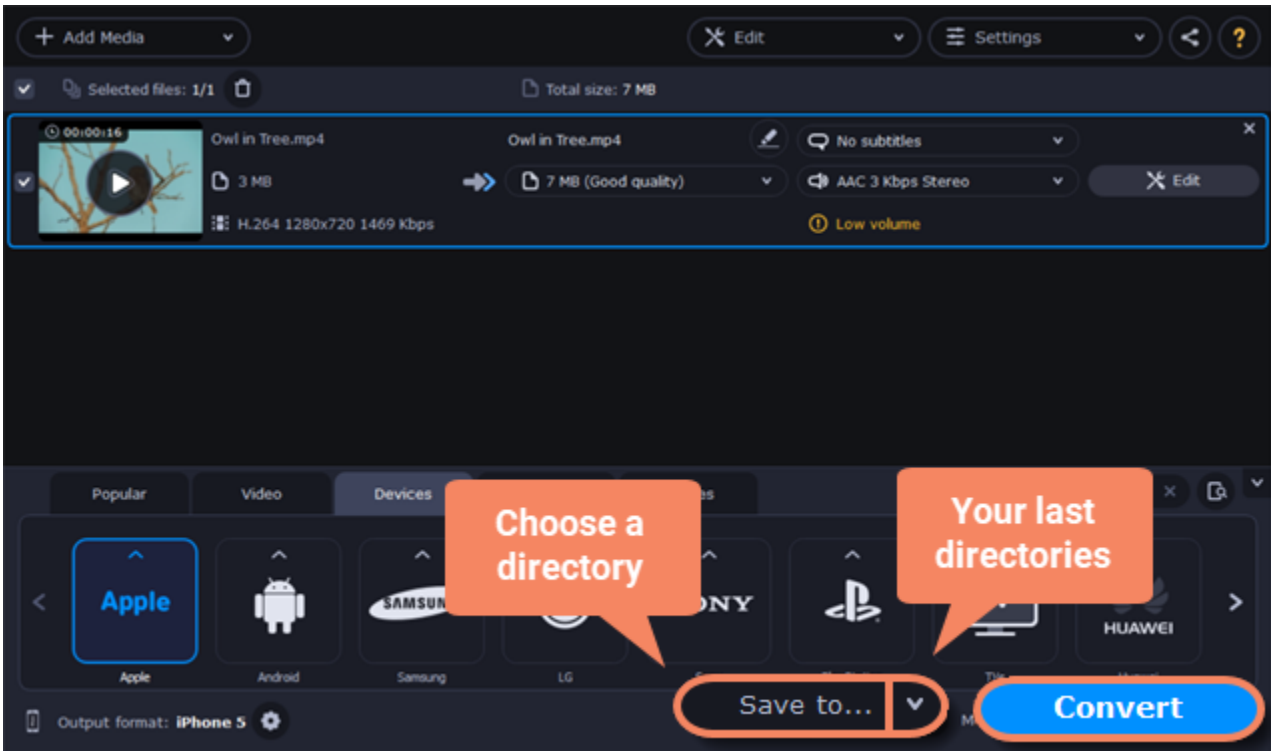 Add Media
Edit
Settings
?
Selected files: 1/1
Total size: 7 MB
00:00:16
Owl in Tree.mp4
Owl in Tree.mp4
No subtitles
3 MB
7 MB (Good quality)
AAC 3 Kbps Stereo
Edit
H.264 1280x720 1469 Kbps
Low volume
Popular
Video
Devices
Choose a
directory
Your last
directories
Apple
SAMSUN
NY
HUAWEI
Apple
Android
Samsung
LG
TVs
Save to...
Convert
Output format: iPhone 5